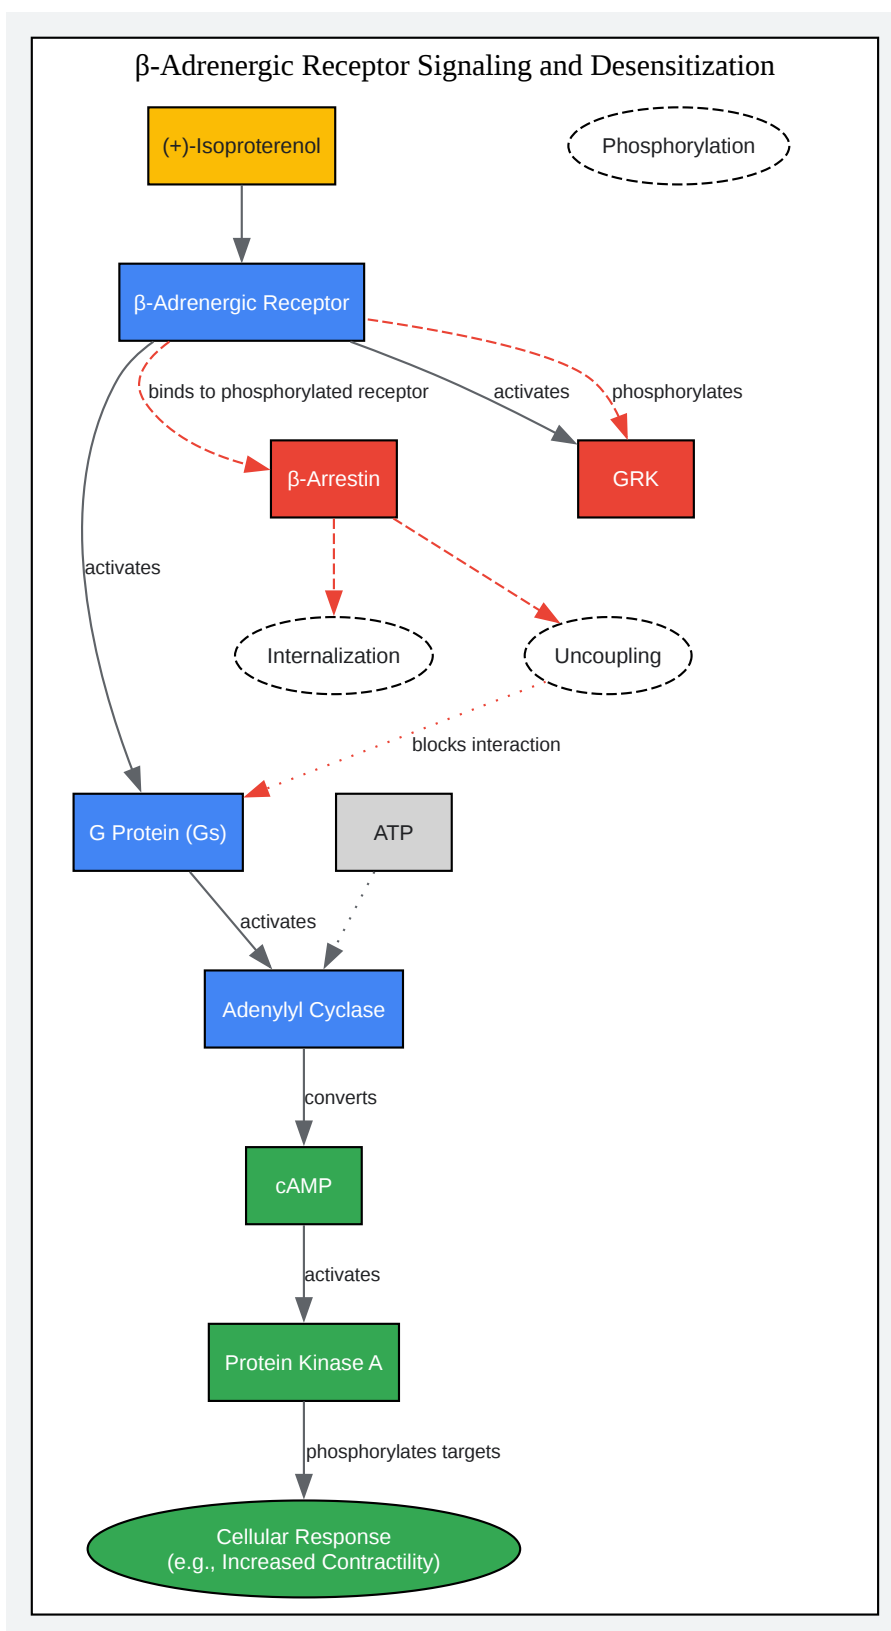 β-Adrenergic Receptor Signaling and Desensitization
(+)-Isoproterenol
Phosphorylation
β-Adrenergic Receptor
binds to phosphorylated receptor
activates
phosphorylates
β-Arrestin
GRK
activates
Internalization
Uncoupling
blocks interaction
G Protein (Gs)
ATP
activates
Adenylyl Cyclase
converts
cAMP
activates
Protein Kinase A
phosphorylates targets
Cellular Response
(e.g., Increased Contractility)